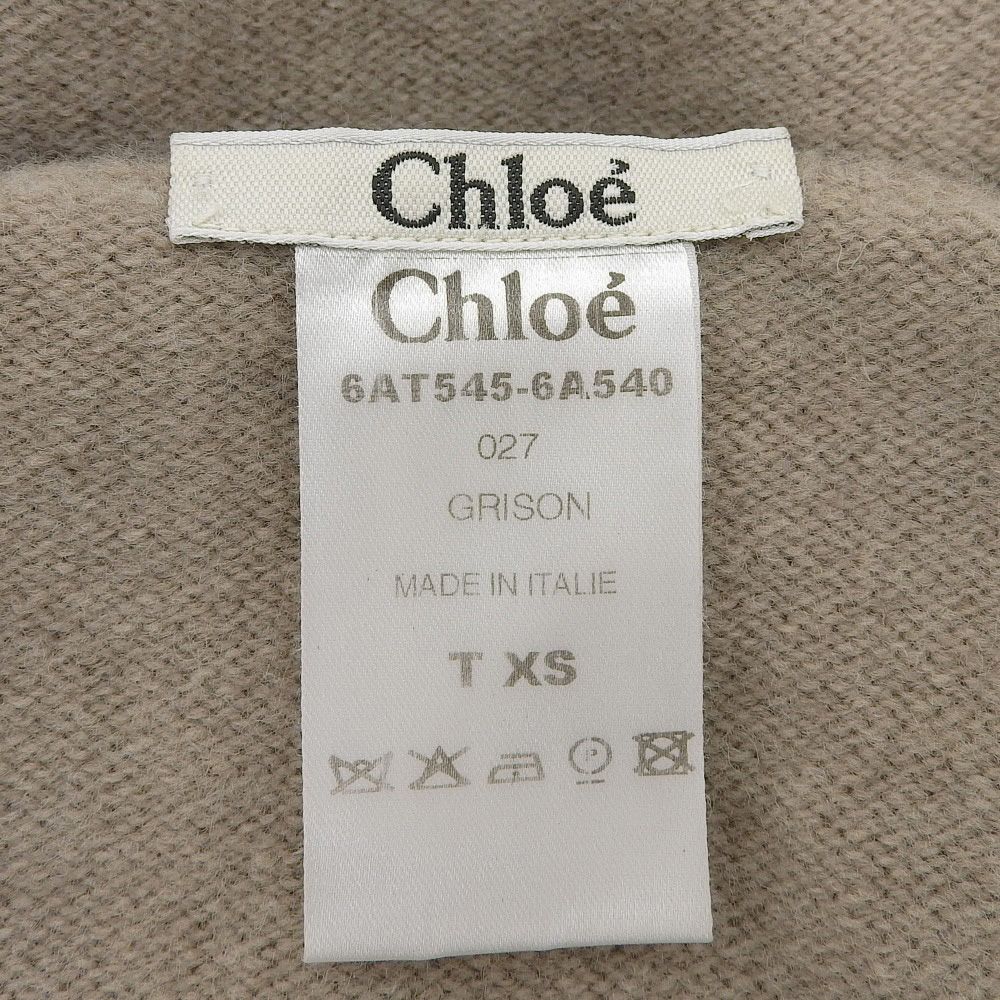 Chloé
Chloé
6AT545-6A540
027
GRISON
MADE IN ITALIE
T XS
P